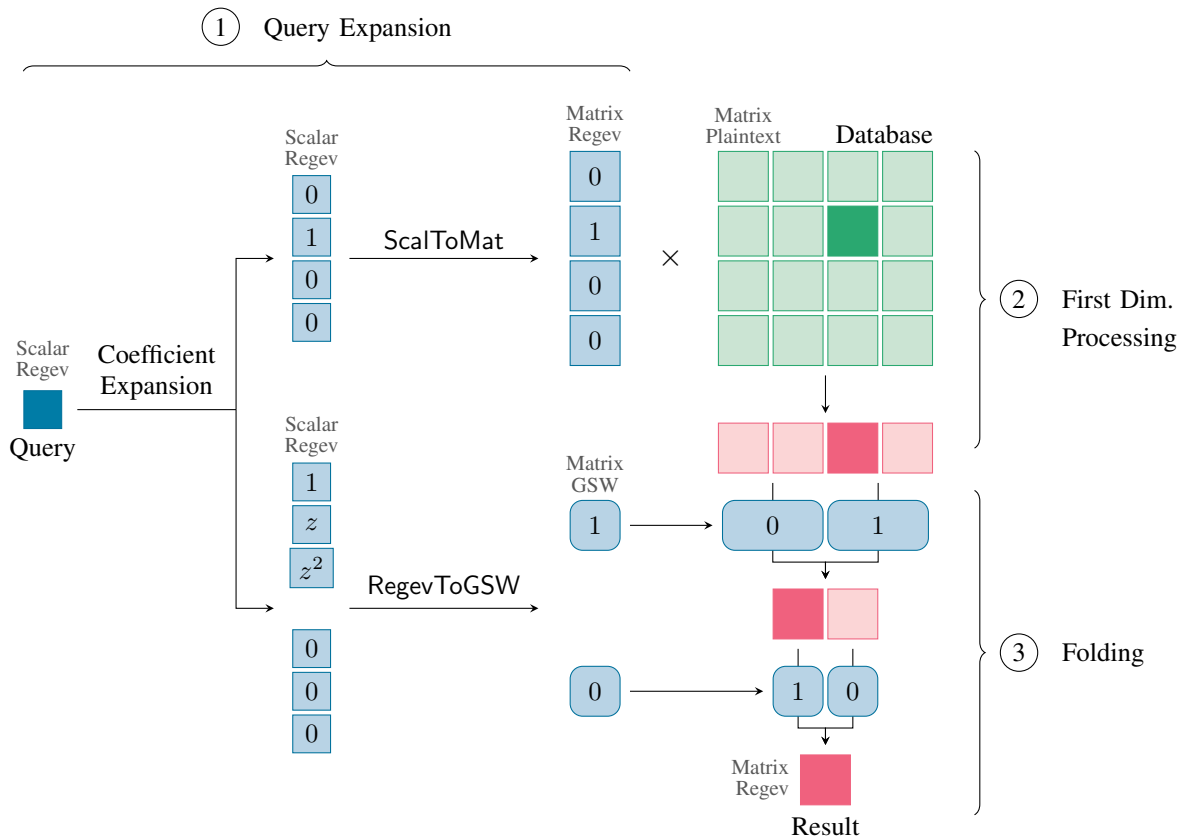 1 Query Expansion
Scalar
Regev
0
1
0
0
ScalToMat
Matrix
Regev
0
1
0
0
×
Matrix
Plaintext
Database
2 First Dim.
Processing
Scalar
Regev
Query
Coefficient
Expansion
Scalar
Regev
1
z
z²
0
0
0
RegevToGSW
Matrix
GSW
1
0
0 1
1 0
3 Folding
Matrix
Regev
Result